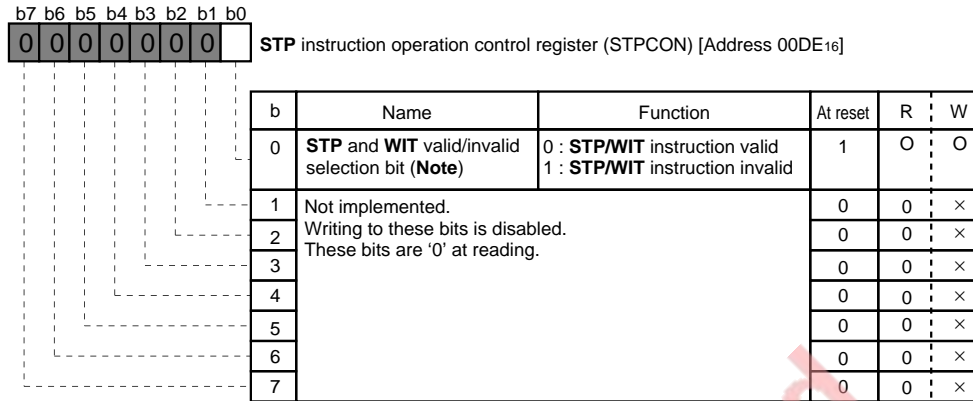 b7 b6 b5 b4 b3 b2 b1 b0
0 0 0 0 0 0 0
STP instruction operation control register (STPCON) [Address 00DE16]
b Name Function At reset R W
0 STP and WIT valid/invalid selection bit (Note) 0 : STP/WIT instruction valid 1 : STP/WIT instruction invalid 1 O O
1 Not implemented. 0 0 ×
2 Writing to these bits is disabled. 0 0 ×
These bits are ‘0’ at reading.
3 0 0 ×
4 0 0 ×
5 0 0 ×
6 0 0 ×
7 0 0 ×